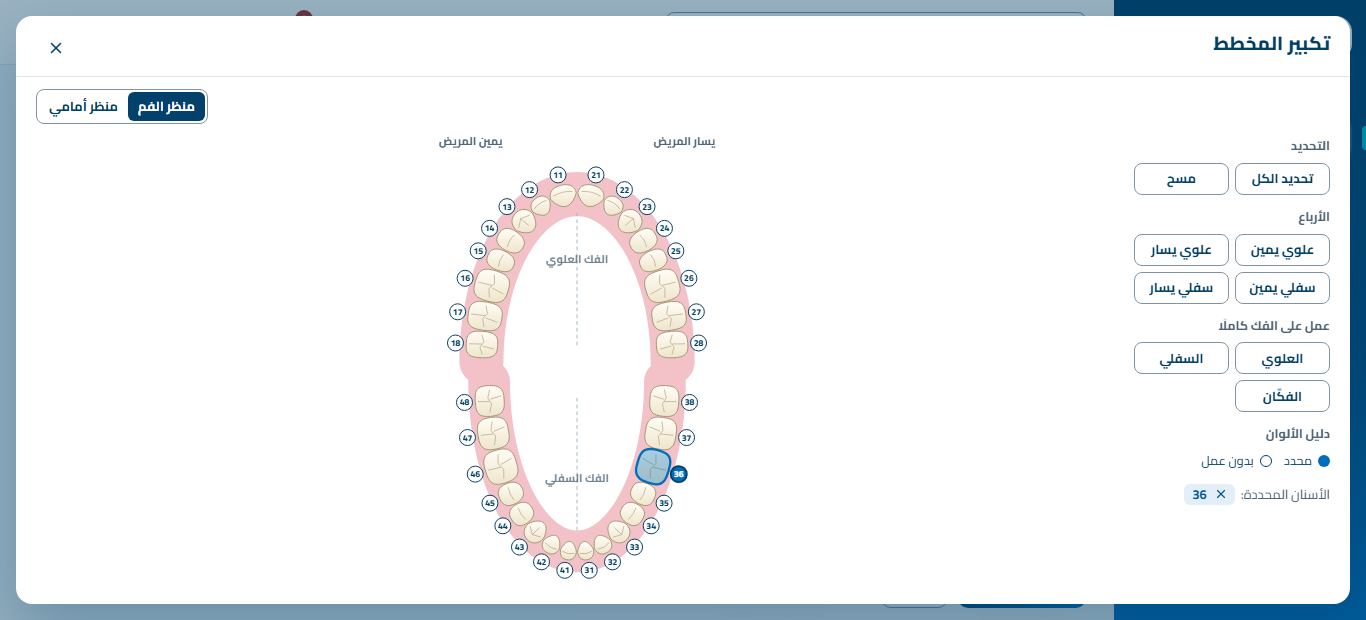 تكبير المخطط
منظر الفم
منظر أمامي
التحديد
تحديد الكل
مسح
الأرباع
علوي يمين
علوي يسار
سفلي يمين
سفلي يسار
عمل على الفك كاملًا
العلوي
السفلي
الفكّان
دليل الألوان
محدد
بدون عمل
الأسنان المحددة:
36
يسار المريض
يمين المريض
11 21
12 22
13 23
14 24
15 25
الفك العلوي
16 26
17 27
18 28
48 38
47 37
46 36
الفك السفلي
45 35
44 34
43 33
42 32
41 31